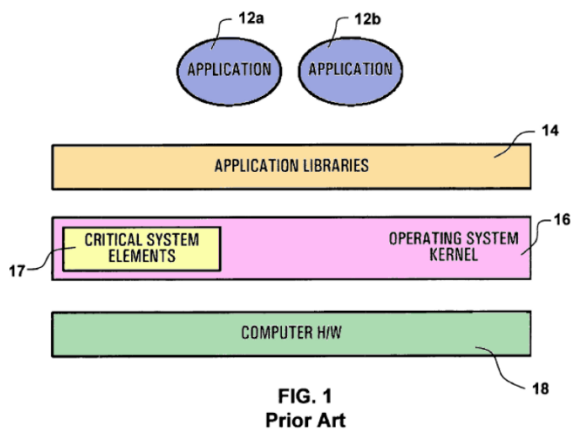 12a
12b
APPLICATION
APPLICATION
14
APPLICATION LIBRARIES
16
CRITICAL SYSTEM
ELEMENTS
OPERATING SYSTEM
KERNEL
17
COMPUTER H/W
18
FIG. 1
Prior Art